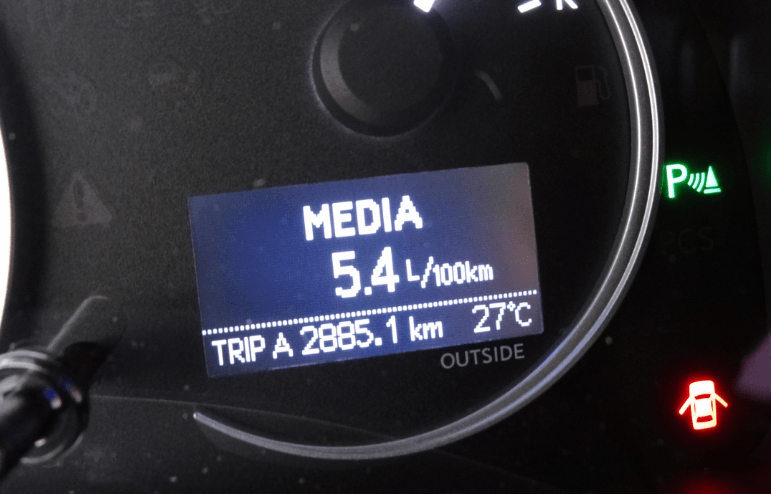 MEDIA
5.4 L/100km
TRIP A 2885.1 km 27°C
OUTSIDE
P